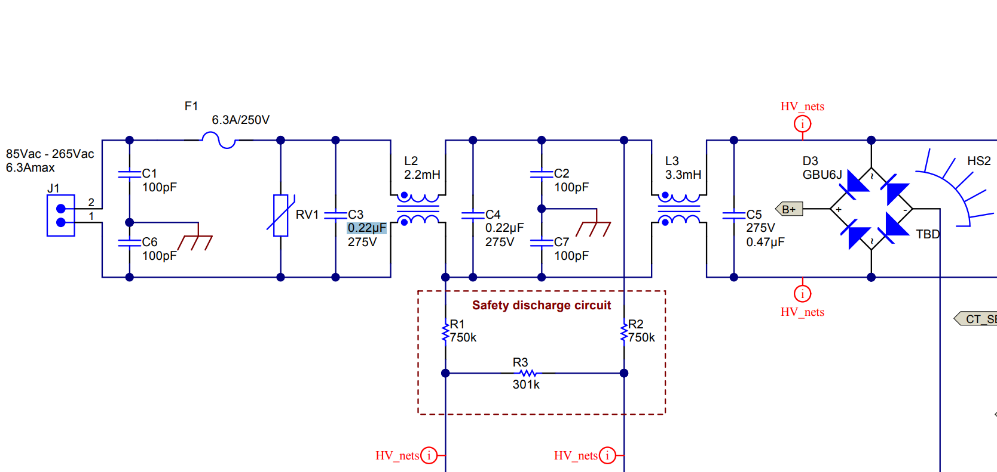 HV_nets
i
F1
6.3A/250V
85Vac - 265Vac
6.3Amax
J1
2
1
C1
100pF
C6
100pF
RV1
C3
0.22µF
275V
L2
2.2mH
C4
0.22µF
275V
C2
100pF
C7
100pF
L3
3.3mH
C5
275V
0.47µF
D3
GBU6J
~
+
-
~
B+
HS2
TBD
i
HV_nets
CT_SE
Safety discharge circuit
R1
750k
R2
750k
R3
301k
HV_nets
i
HV_nets
i